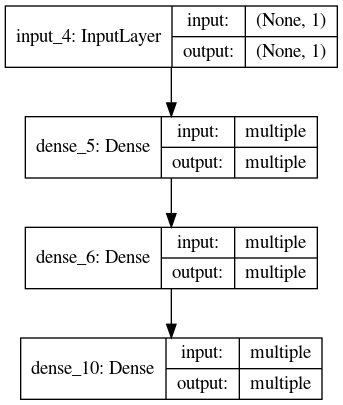 input_4: InputLayer
input: (None, 1)
output: (None, 1)
dense_5: Dense
input: multiple
output: multiple
dense_6: Dense
input: multiple
output: multiple
dense_10: Dense
input: multiple
output: multiple